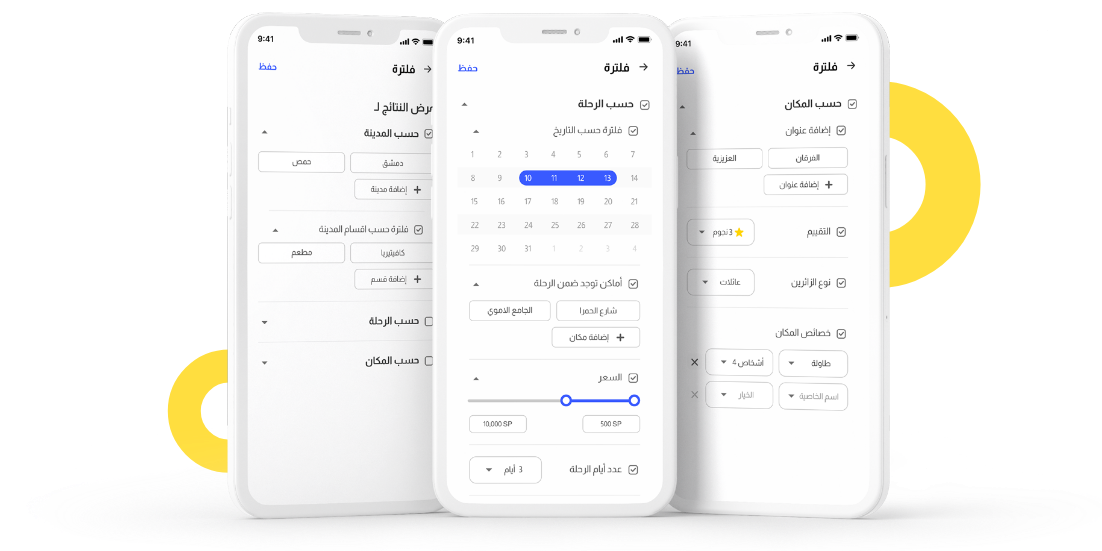 9:41
حفظ
فلترة
عرض النتائج لـ
حسب المدينة
دمشق
حمص
إضافة مدينة
فلترة حسب اقسام المدينة
كافيتيريا
مطعم
إضافة قسم
حسب الرحلة
حسب المكان
9:41
حفظ
فلترة
حسب الرحلة
فلترة حسب التاريخ
1 2 3 4 5 6 7
8 9 10 11 12 13 14
15 16 17 18 19 20 21
22 23 24 25 26 27 28
29 30 31 1 2 3 4
أماكن توجد ضمن الرحلة
شارع الحمرا
الجامع الاموي
إضافة مكان
السعر
10,000 SP
500 SP
عدد أيام الرحلة
3 أيام
9:41
حفظ
فلترة
حسب المكان
إضافة عنوان
الفرقان
العزيزية
إضافة عنوان
التقييم
3 نجوم
نوع الزائرين
عائلات
خصائص المكان
طاولة
4 أشخاص
اسم الخاصية
الخيار